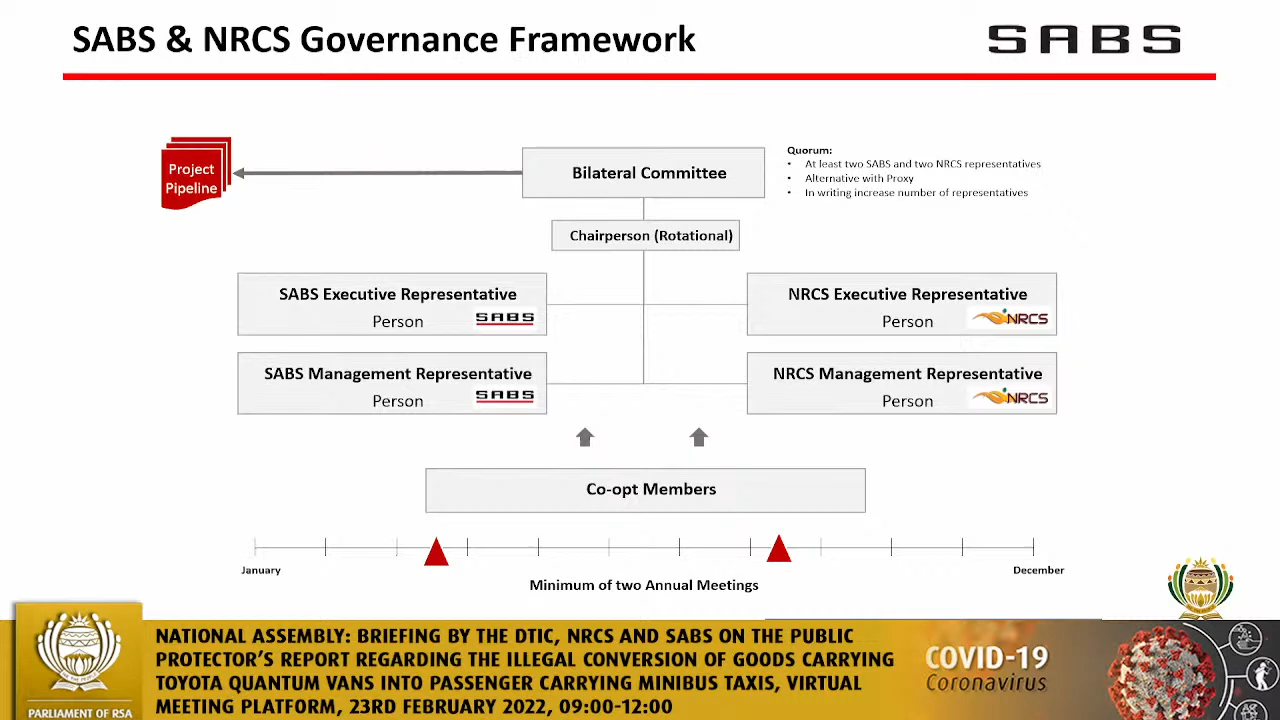 SABS & NRCS Governance Framework
SABS
Project
Pipeline
Bilateral Committee
Quorum:
• At least two SABS and two NRCS representatives
• Alternative with Proxy
• In writing increase number of representatives
Chairperson (Rotational)
SABS Executive Representative
Person
SABS
NRCS Executive Representative
Person
NRCS
SABS Management Representative
Person
SABS
NRCS Management Representative
Person
NRCS
Co-opt Members
January
December
Minimum of two Annual Meetings
NATIONAL ASSEMBLY: BRIEFING BY THE DTIC, NRCS AND SABS ON THE PUBLIC
PROTECTOR'S REPORT REGARDING THE ILLEGAL CONVERSION OF GOODS CARRYING
TOYOTA QUANTUM VANS INTO PASSENGER CARRYING MINIBUS TAXIS, VIRTUAL
MEETING PLATFORM, 23RD FEBRUARY 2022, 09:00-12:00
PARLIAMENT OF RSA
COVID-19
Coronavirus